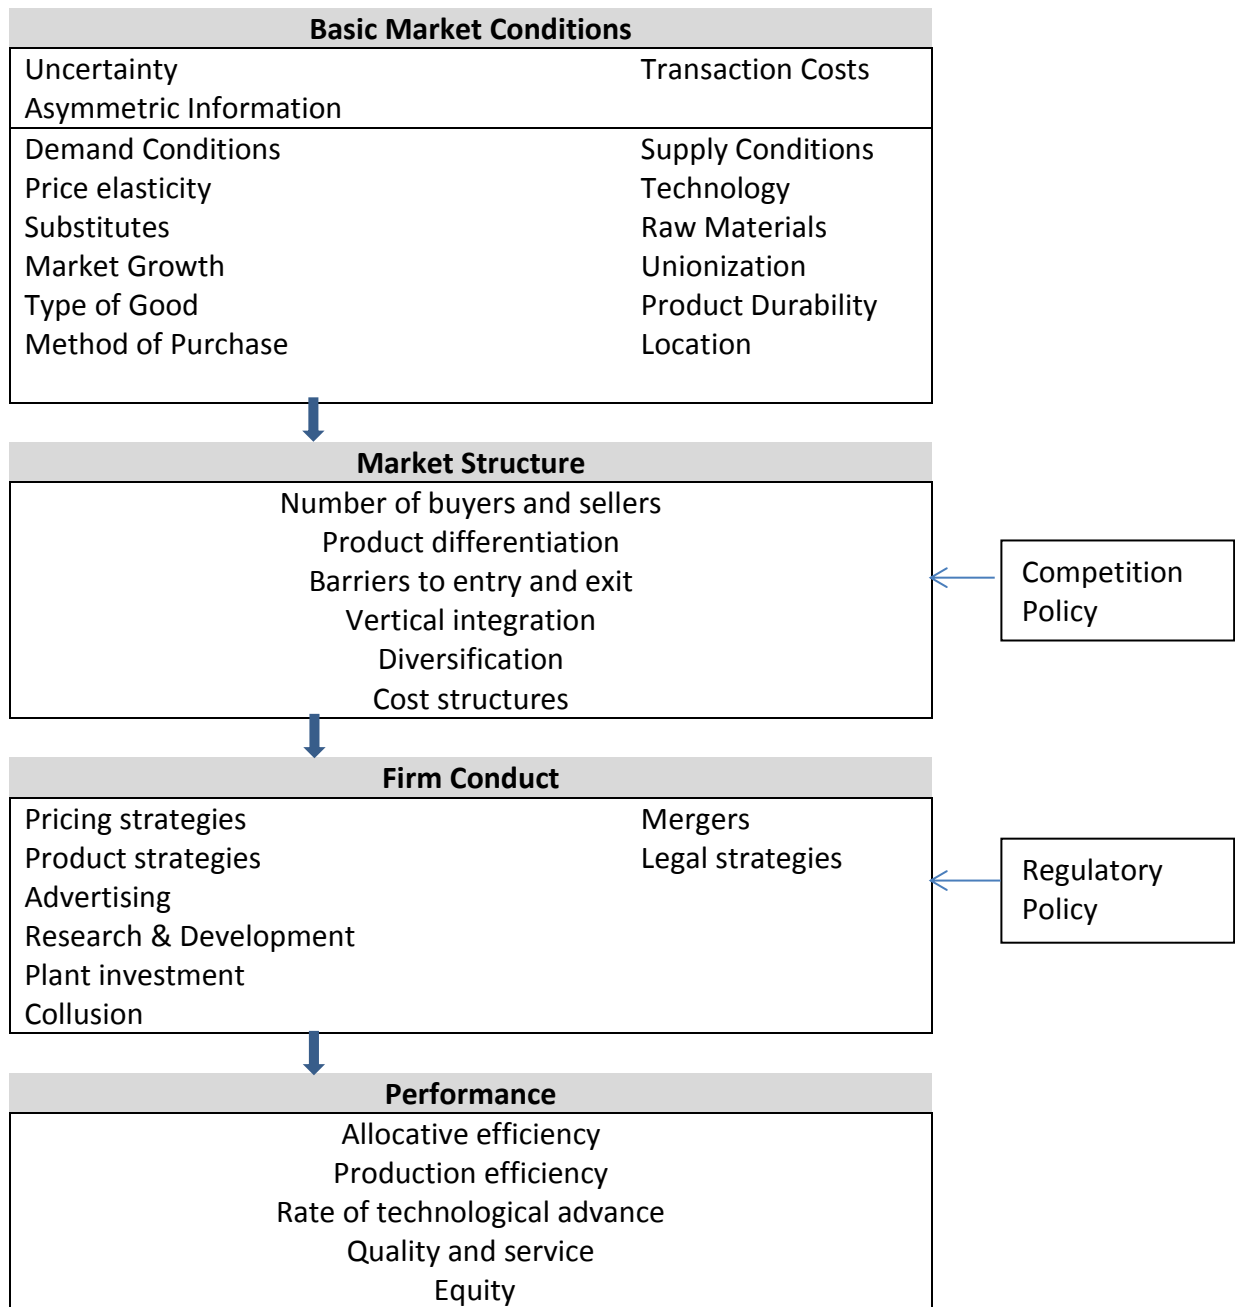 Basic Market Conditions
Uncertainty Transaction Costs
Asymmetric Information
Demand Conditions Supply Conditions
Price elasticity Technology
Substitutes Raw Materials
Market Growth Unionization
Type of Good Product Durability
Method of Purchase Location
Market Structure
Number of buyers and sellers
Product differentiation
Barriers to entry and exit
Vertical integration
Diversification
Cost structures
Competition
Policy
Firm Conduct
Pricing strategies Mergers
Product strategies Legal strategies
Advertising
Research & Development
Plant investment
Collusion
Regulatory
Policy
Performance
Allocative efficiency
Production efficiency
Rate of technological advance
Quality and service
Equity